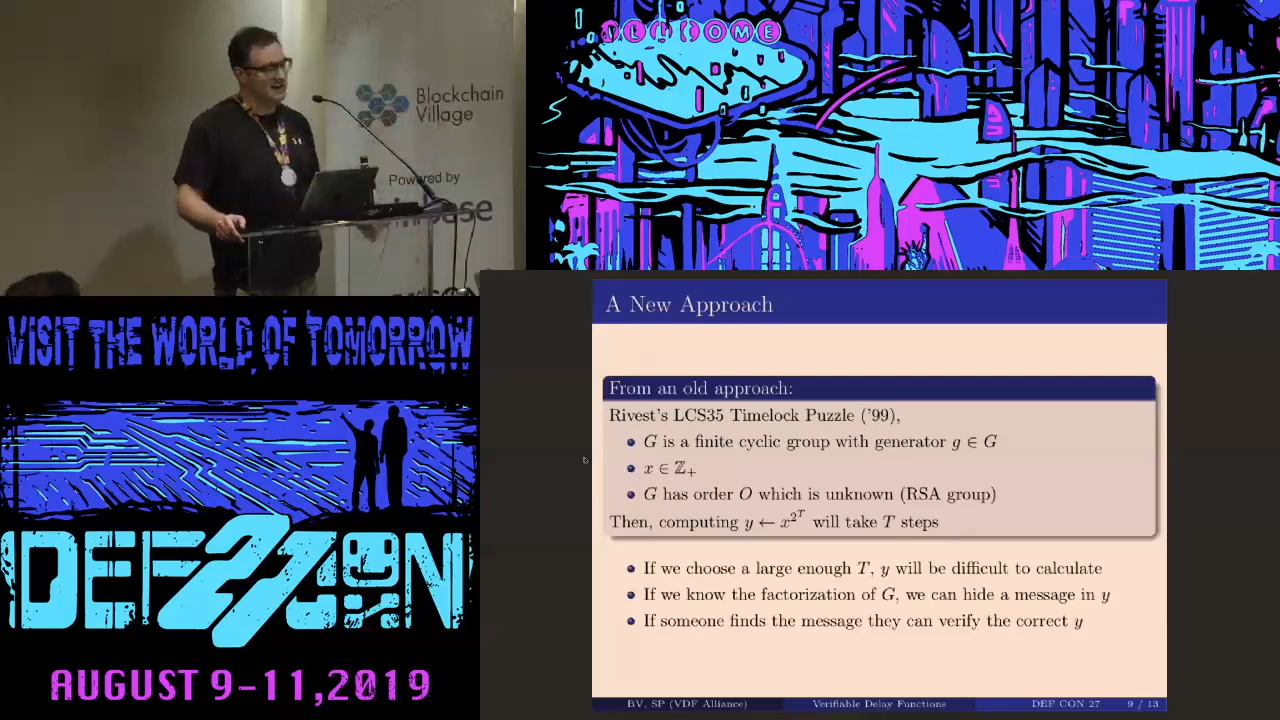 WELCOME
Blockchain
Village
Powered by
A New Approach
From an old approach:
Rivest's LCS35 Timelock Puzzle ('99),
G is a finite cyclic group with generator g ∈ G
x ∈ ℤ₊
G has order O which is unknown (RSA group)
Then, computing y ← x^{2^T} will take T steps
If we choose a large enough T, y will be difficult to calculate
If we know the factorization of G, we can hide a message in y
If someone finds the message they can verify the correct y
BV, SP (VDF Alliance) Verifiable Delay Functions DEF CON 27 9 / 13
VISIT THE WORLD OF TOMORROW
DEF 27 CON
AUGUST 9-11,2019